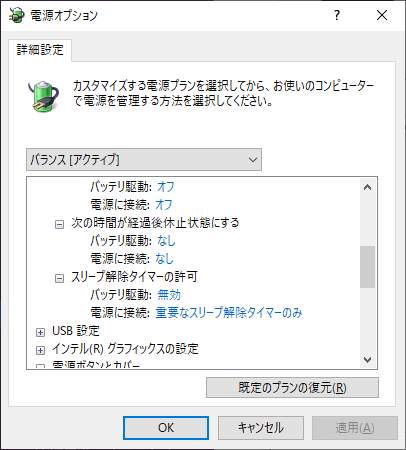 電源オプション
詳細設定
カスタマイズする電源プランを選択してから、お使いのコンピューター
で電源を管理する方法を選択してください。
バランス [アクティブ]
バッテリ駆動: オフ
電源に接続: オフ
次の時間が経過後休止状態にする
バッテリ駆動: なし
電源に接続: なし
スリープ解除タイマーの許可
バッテリ駆動: 無効
電源に接続: 重要なスリープ解除タイマーのみ
USB 設定
インテル(R) グラフィックスの設定
電源ボタンとカバー
既定のプランの復元(R)
OK
キャンセル
適用(A)